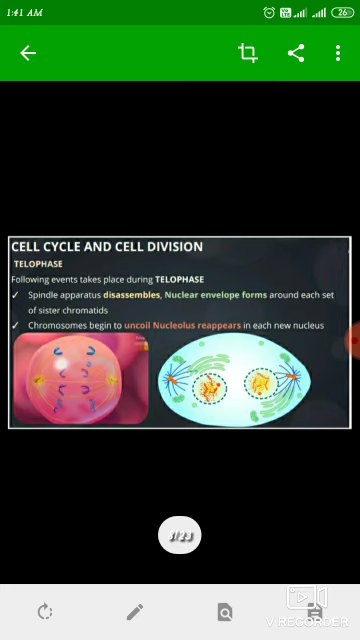 1:41 AM
26
CELL CYCLE AND CELL DIVISION
TELOPHASE
Following events takes place during TELOPHASE
✓ Spindle apparatus disassembles, Nuclear envelope forms around each set
of sister chromatids
✓ Chromosomes begin to uncoil Nucleolus reappears in each new nucleus
V.RECORDER